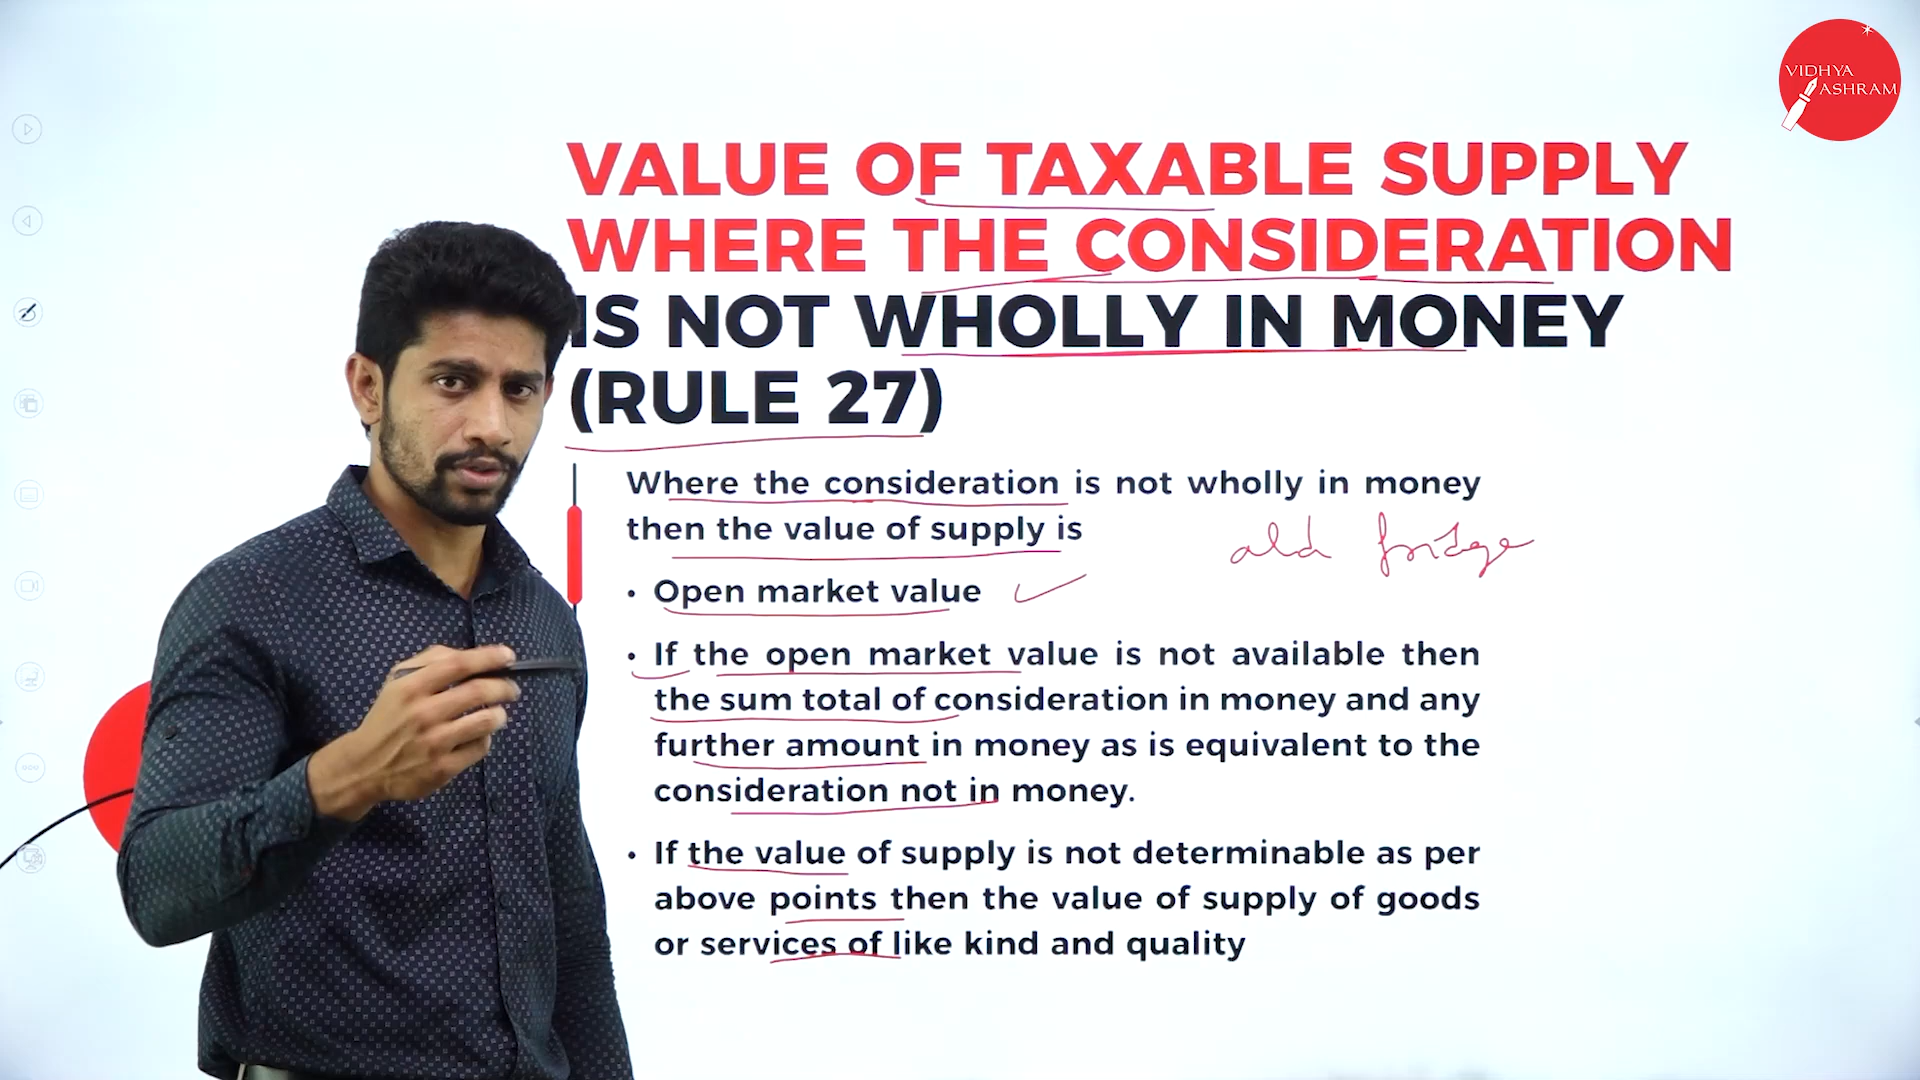 VIDHYA
ASHRAM
VALUE OF TAXABLE SUPPLY
WHERE THE CONSIDERATION
IS NOT WHOLLY IN MONEY
(RULE 27)
Where the consideration is not wholly in money
then the value of supply is
old fridge
• Open market value
• If the open market value is not available then
the sum total of consideration in money and any
further amount in money as is equivalent to the
consideration not in money.
• If the value of supply is not determinable as per
above points then the value of supply of goods
or services of like kind and quality